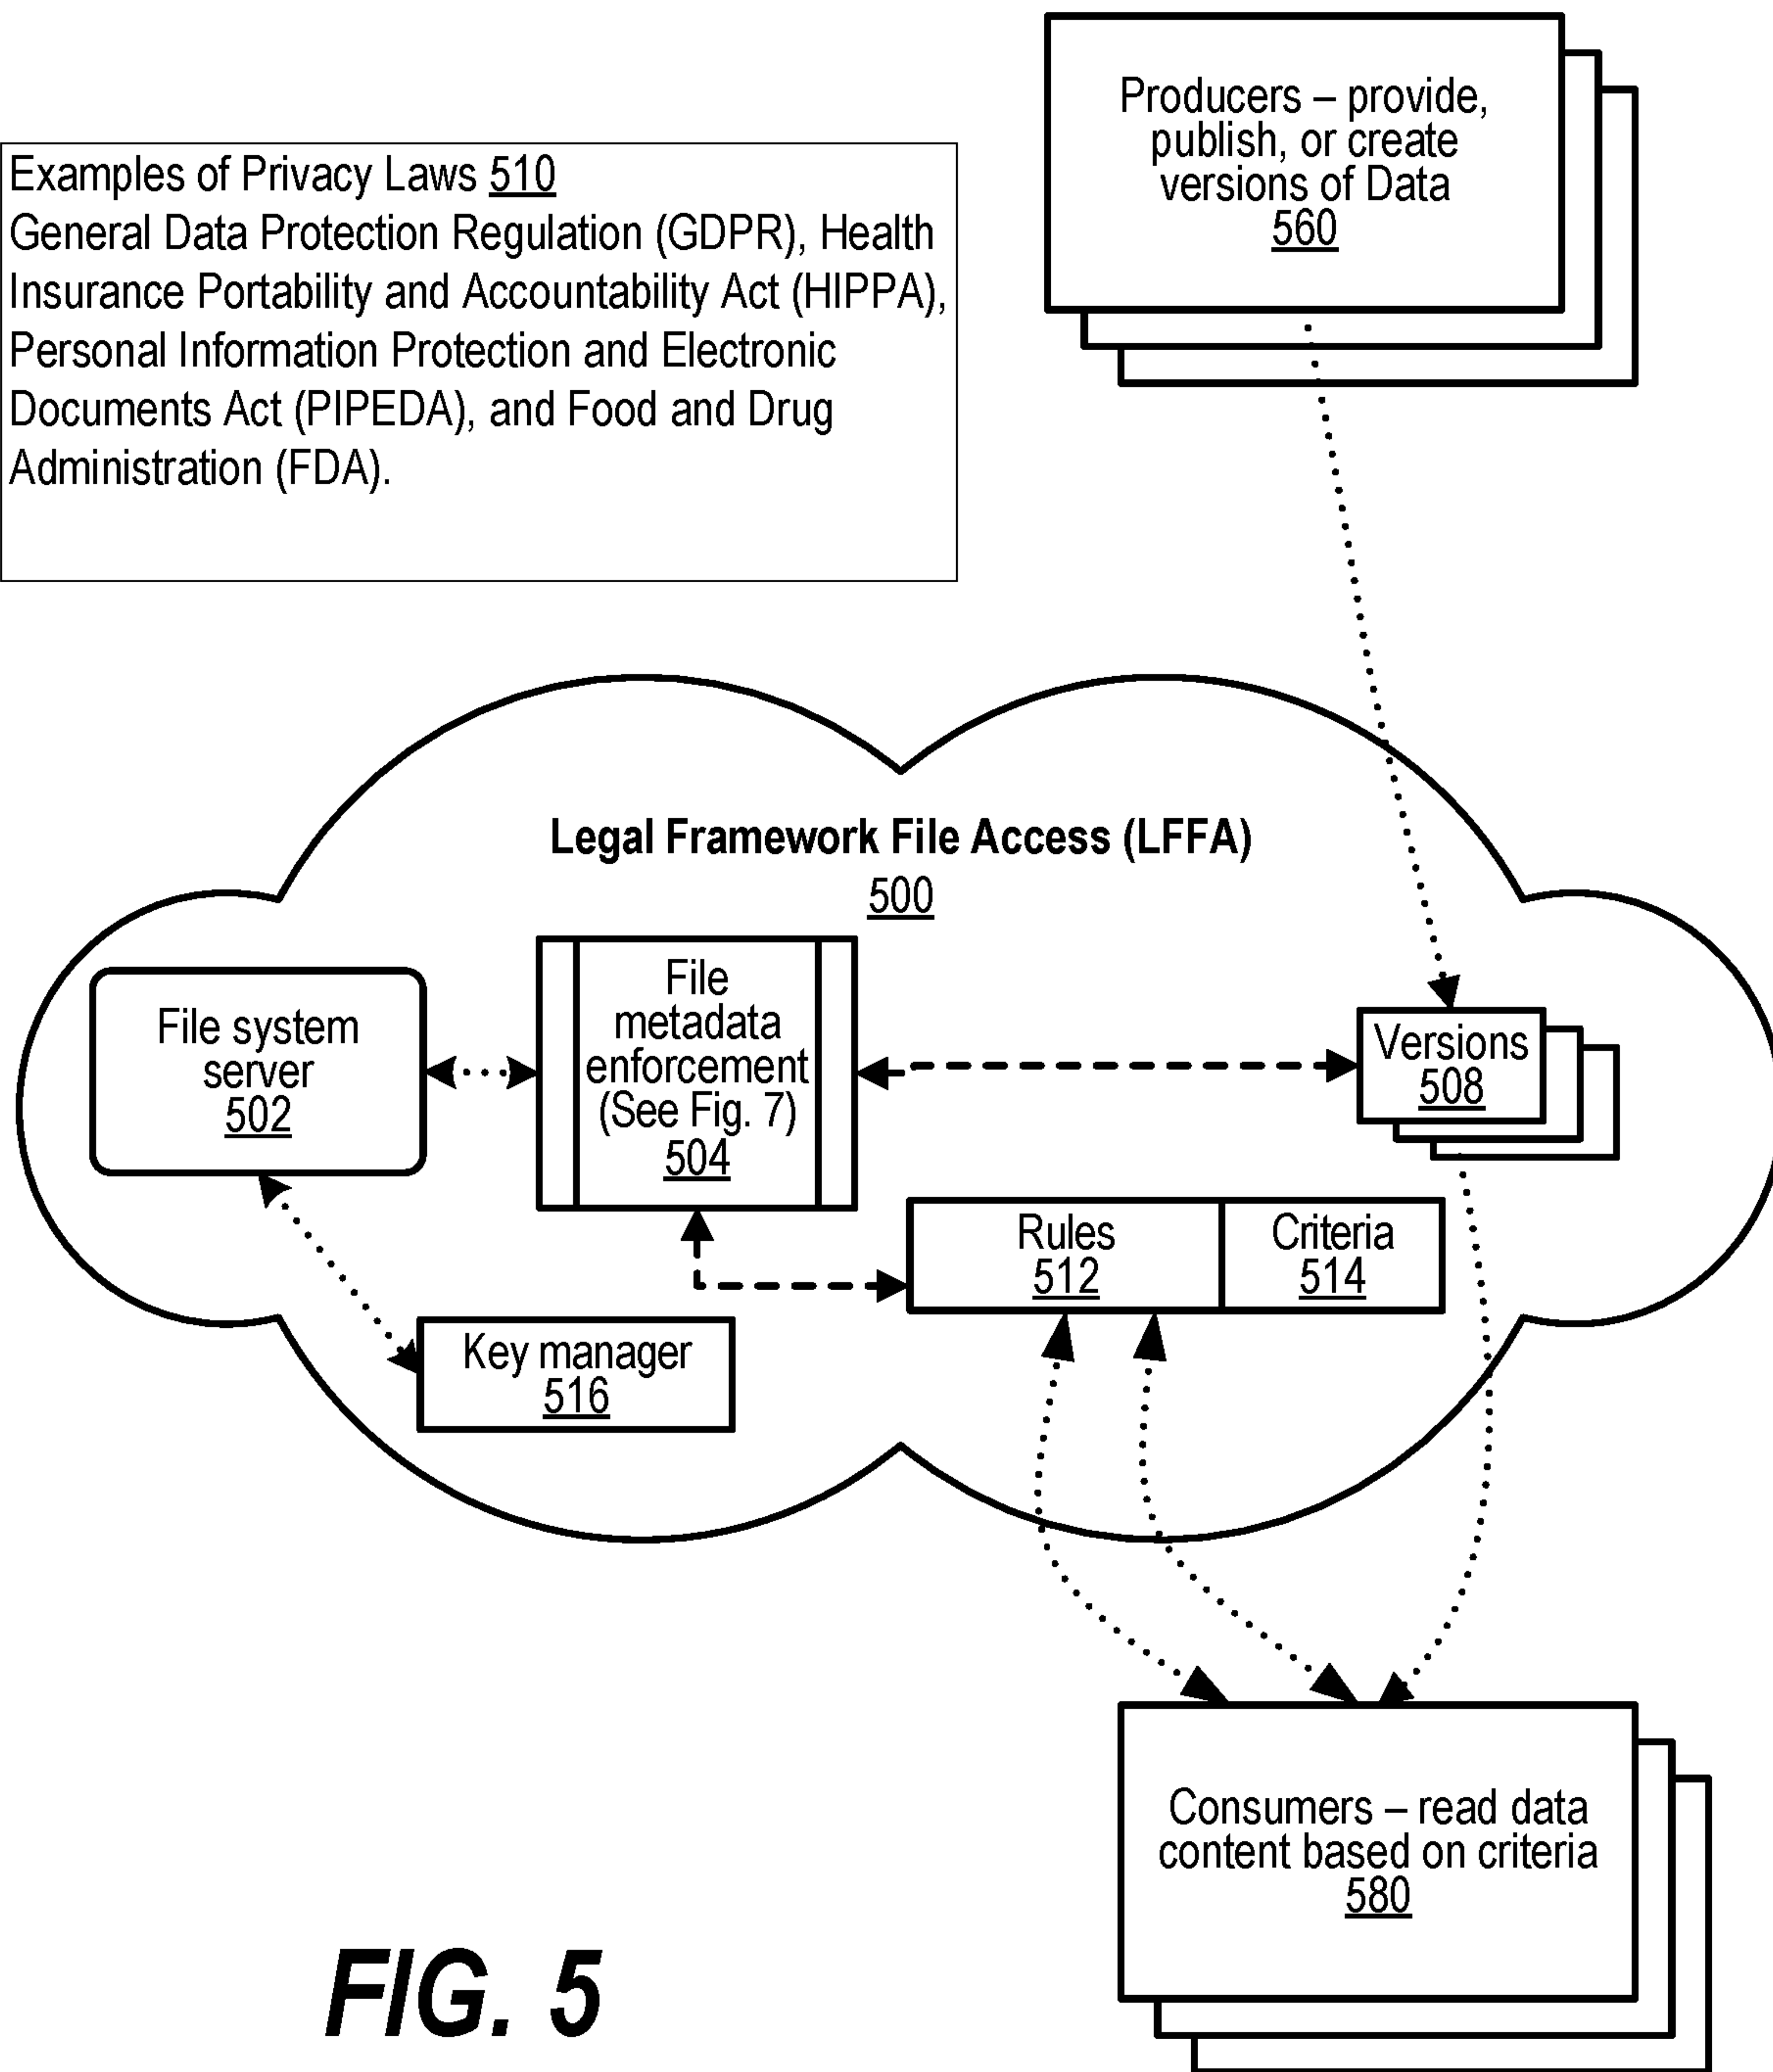 Producers – provide,
publish, or create
versions of Data
560
Examples of Privacy Laws 510
General Data Protection Regulation (GDPR), Health
Insurance Portability and Accountability Act (HIPPA),
Personal Information Protection and Electronic
Documents Act (PIPEDA), and Food and Drug
Administration (FDA).
Legal Framework File Access (LFFA)
500
File system
server
502
File
metadata
enforcement
(See Fig. 7)
504
Versions
508
Rules
512
Criteria
514
Key manager
516
Consumers – read data
content based on criteria
580
FIG. 5